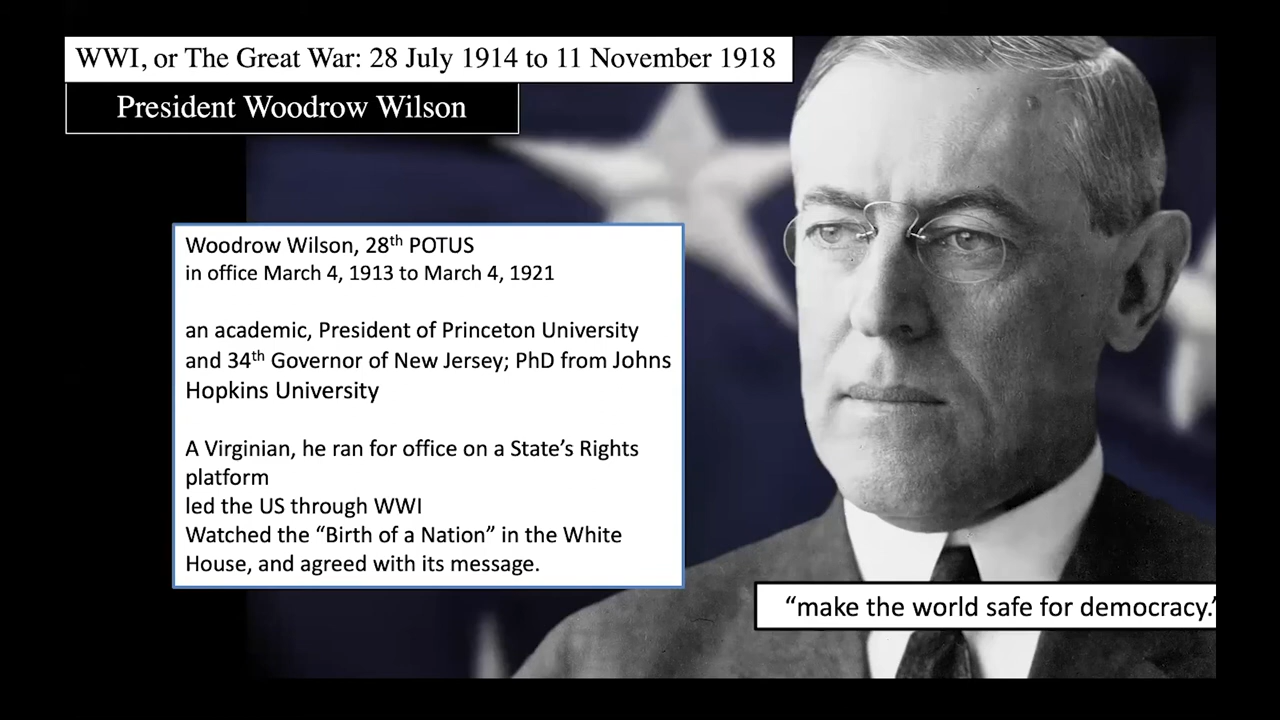 WWI, or The Great War: 28 July 1914 to 11 November 1918
President Woodrow Wilson
Woodrow Wilson, 28th POTUS
in office March 4, 1913 to March 4, 1921
an academic, President of Princeton University
and 34th Governor of New Jersey; PhD from Johns
Hopkins University
A Virginian, he ran for office on a State’s Rights
platform
led the US through WWI
Watched the “Birth of a Nation” in the White
House, and agreed with its message.
“make the world safe for democracy.”